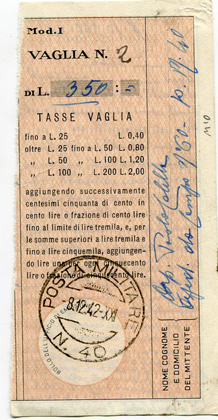 Mod. I
VAGLIA N. 2
DI L. 350:-
TASSE VAGLIA
fino a L. 25 L. 0,40
oltre L. 25 fino a L. 50 L. 0,80
„ L. 50 „ L. 100 L. 1,20
„ L. 100 „ L. 200 L. 2,00
aggiungendo successivamente
centesimi cinquanta di cento in
cento lire o frazione di cento lire
fino al limite di lire tremila e, per
le somme superiori a lire tremila e
fino a lire cinquemila, aggiungen-
do lire una per ogni cinquecento
lire o frazione di cinquecento lire.
POSTA MILITARE
8.12.42.XXI
N. 40
NOME COGNOME
E DOMICILIO
DEL MITTENTE